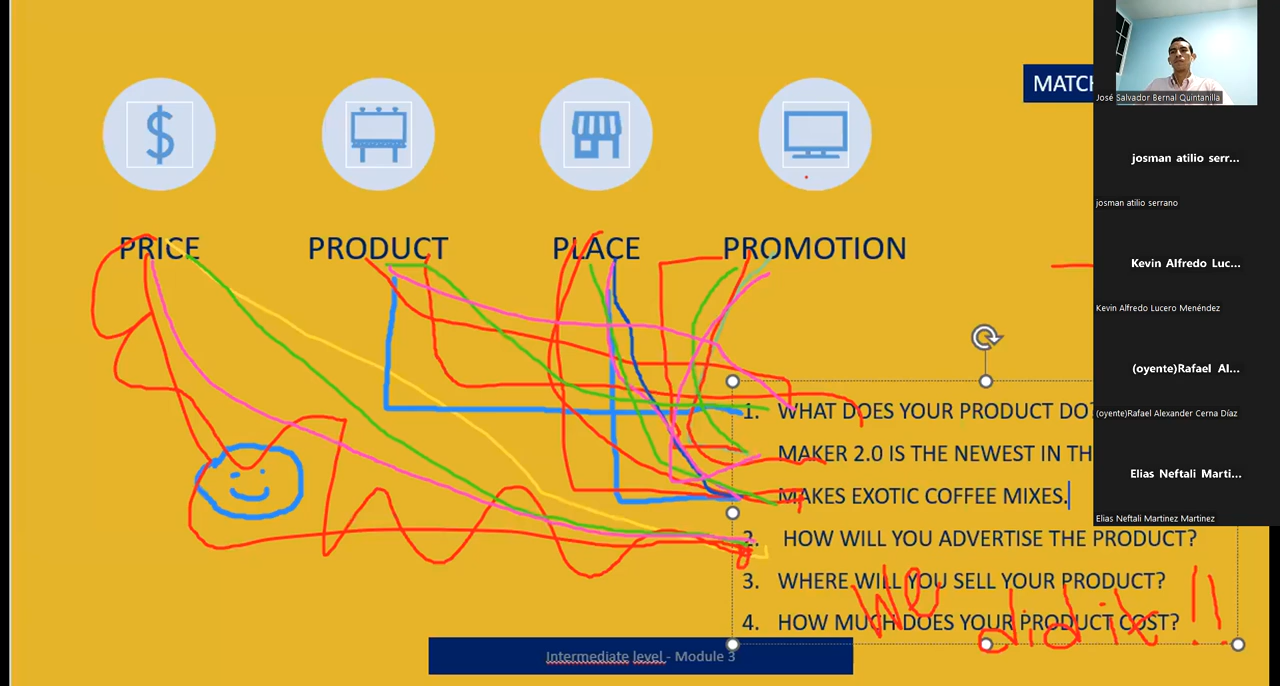 MATCH
PRICE PRODUCT PLACE PROMOTION
1. WHAT DOES YOUR PRODUCT DO?
MAKER 2.0 IS THE NEWEST IN TH
MAKES EXOTIC COFFEE MIXES.
2. HOW WILL YOU ADVERTISE THE PRODUCT?
3. WHERE WILL YOU SELL YOUR PRODUCT?
4. HOW MUCH DOES YOUR PRODUCT COST?
We did it !!
Intermediate level - Module 3
José Salvador Bernal Quintanilla
josman atilio serr...
josman atilio serrano
Kevin Alfredo Luc...
Kevin Alfredo Lucero Menéndez
(oyente)Rafael Al...
(oyente)Rafael Alexander Cerna Díaz
Elias Neftali Marti...
Elias Neftali Martinez Martinez